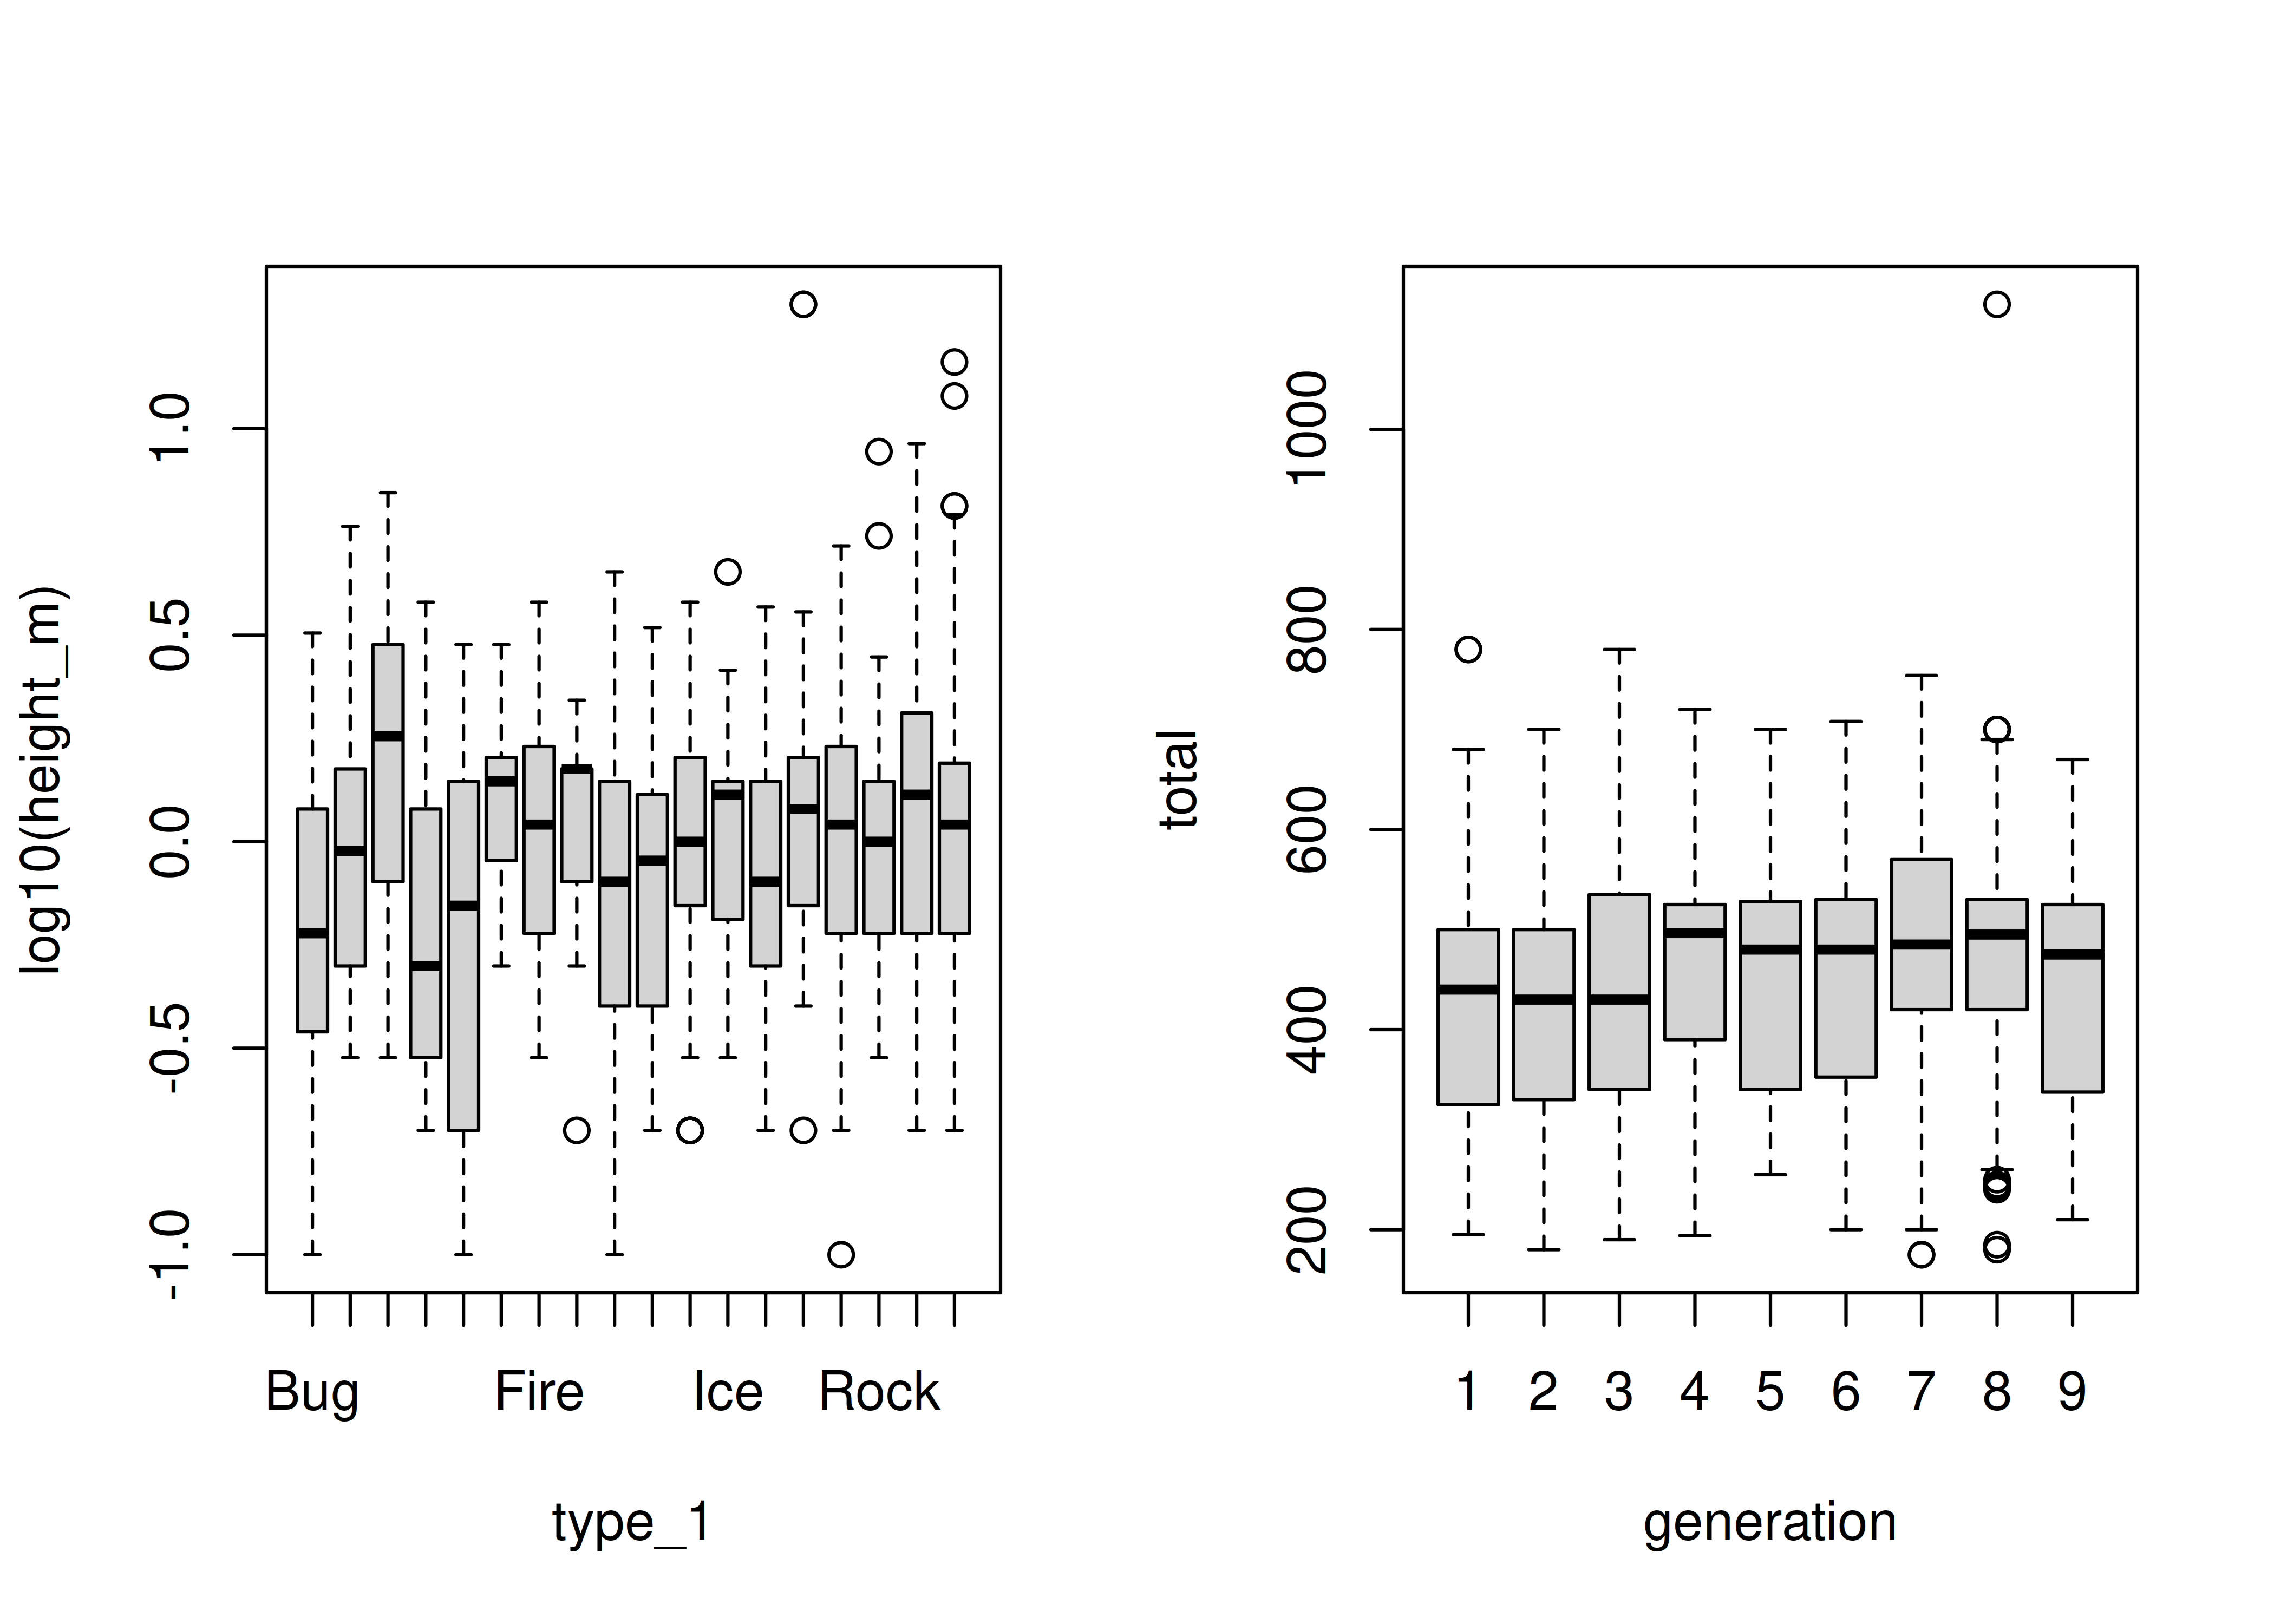 log10(height_m)
1.0
0.5
0.0
-0.5
-1.0
Bug Fire Ice Rock
type_1
total
1000
800
600
400
200
1 2 3 4 5 6 7 8 9
generation